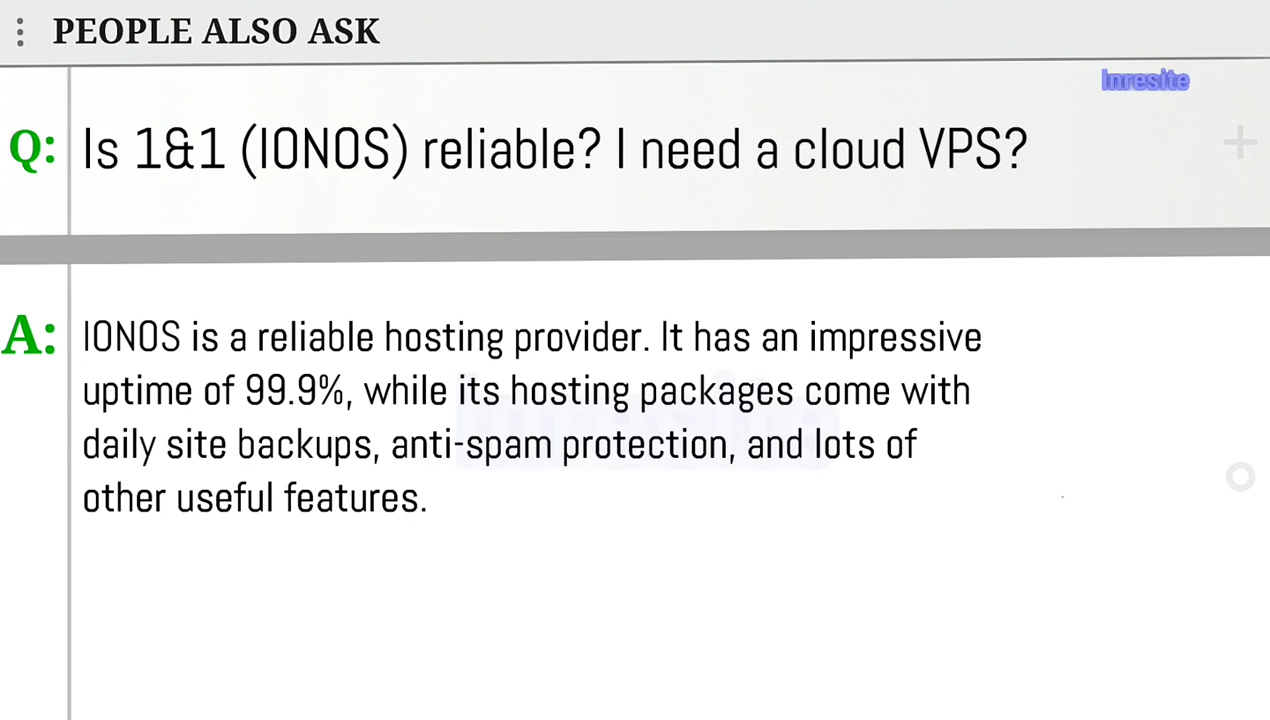 PEOPLE ALSO ASK
Inresite
Q: Is 1&1 (IONOS) reliable? I need a cloud VPS?
A: IONOS is a reliable hosting provider. It has an impressive
uptime of 99.9%, while its hosting packages come with
daily site backups, anti-spam protection, and lots of
other useful features.